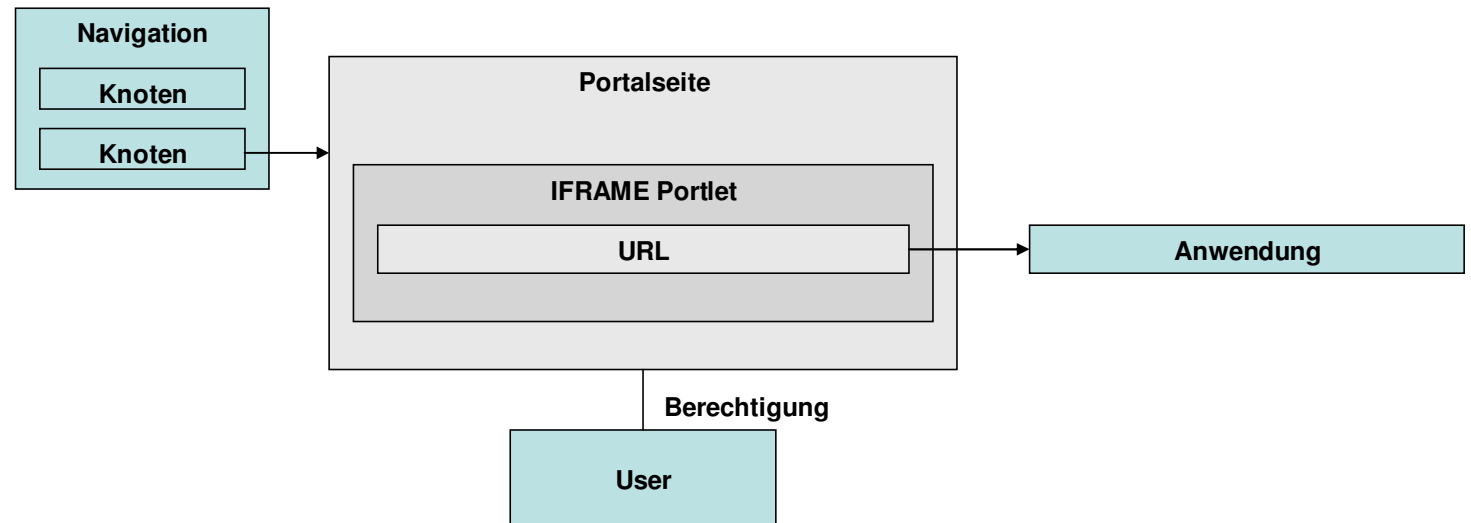 Navigation
Knoten
Knoten
Portalseite
IFRAME Portlet
URL
Anwendung
Berechtigung
User